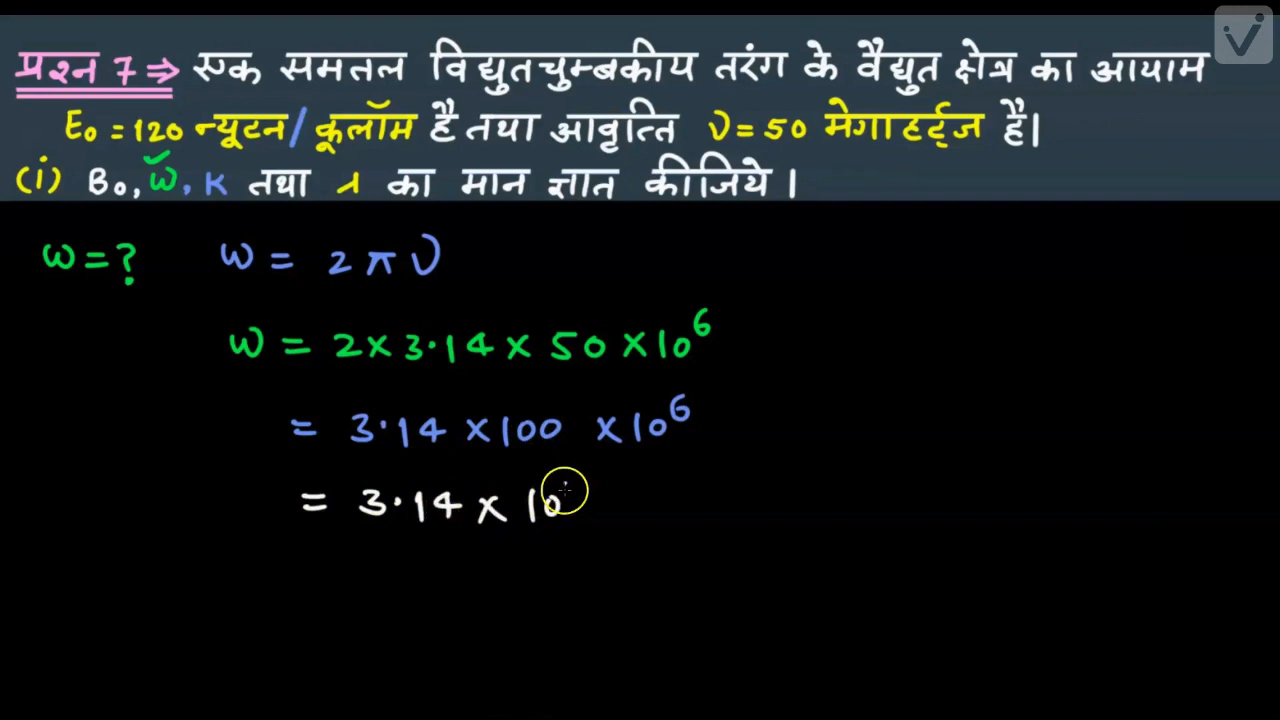 प्रश्न 7 ⇒ एक समतल विद्युतचुम्बकीय तरंग के वैद्युत क्षेत्र का आयाम
E₀ = 120 न्यूटन/कूलॉम है तथा आवृत्ति ν = 50 मेगाहर्ट्ज है।
(i) B₀, ω, K तथा λ का मान ज्ञात कीजिये।
ω = ? ω = 2πν
ω = 2 × 3.14 × 50 × 10⁶
= 3.14 × 100 × 10⁶
= 3.14 × 10